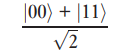 |00⟩ + |11⟩
√2